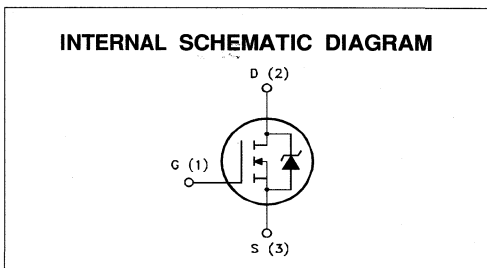 INTERNAL SCHEMATIC DIAGRAM
D (2)
G (1)
S (3)